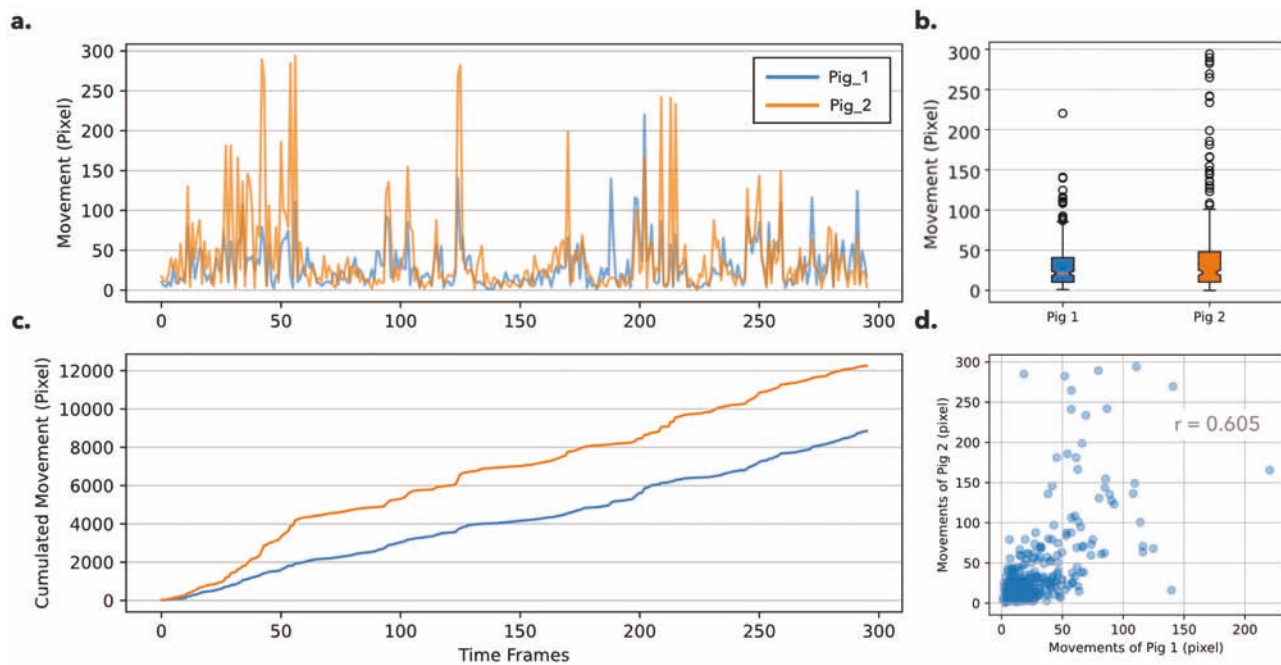 a.
Movement (Pixel)
300
250
200
150
100
50
0
Pig_1
Pig_2
0 50 100 150 200 250 300
b.
Movement (Pixel)
300
250
200
150
100
50
0
Pig 1 Pig 2
c.
Cumulated Movement (Pixel)
12000
10000
8000
6000
4000
2000
0
0 50 100 150 200 250 300
Time Frames
d.
Movements of Pig 2 (pixel)
300
250
200
150
100
50
0
r = 0.605
0 50 100 150 200
Movements of Pig 1 (pixel)